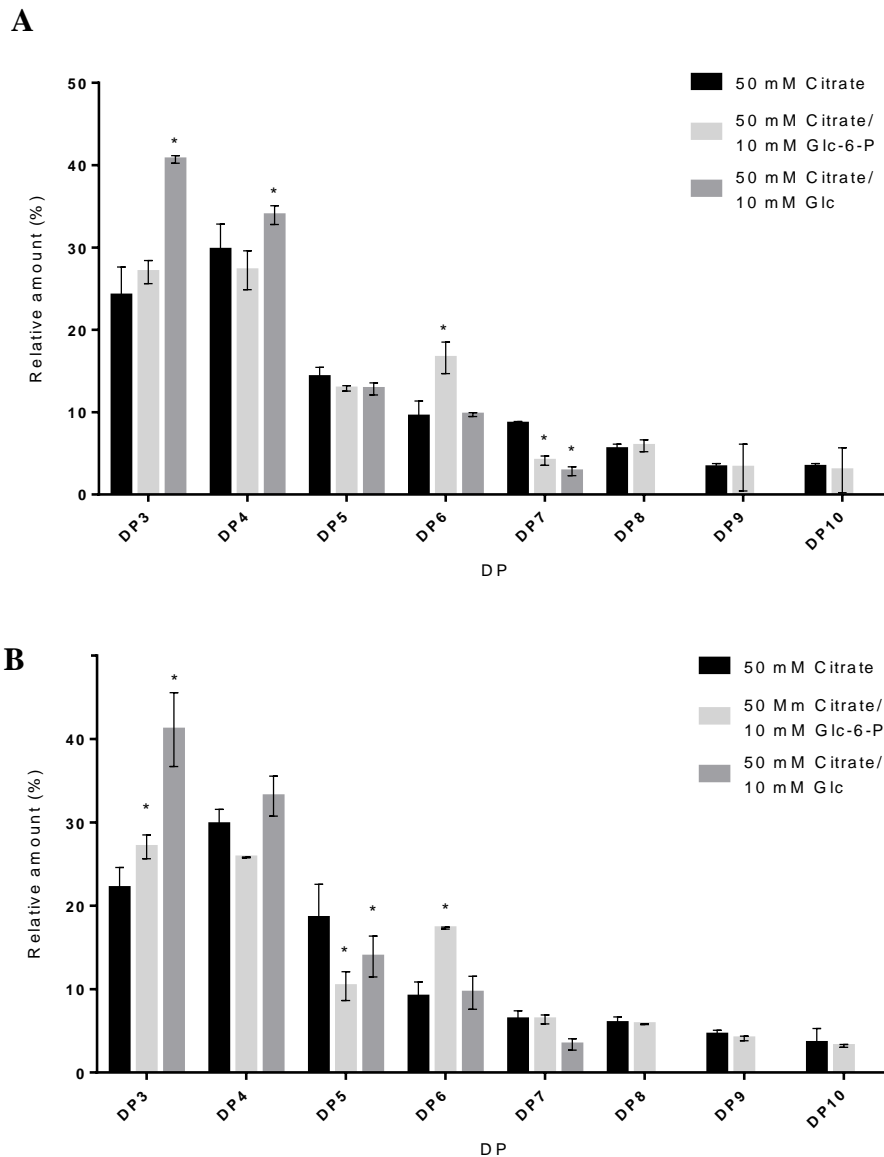 A
50
40
30
20
10
0
Relative amount (%)
50 mM Citrate
50 mM Citrate/
10 mM Glc-6-P
50 mM Citrate/
10 mM Glc
*
*
*
*
*
DP3
DP4
DP5
DP6
DP7
DP8
DP9
DP10
DP
B
40
30
20
10
0
Relative amount (%)
50 mM Citrate
50 Mm Citrate/
10 mM Glc-6-P
50 mM Citrate/
10 mM Glc
*
*
*
*
*
DP3
DP4
DP5
DP6
DP7
DP8
DP9
DP10
DP